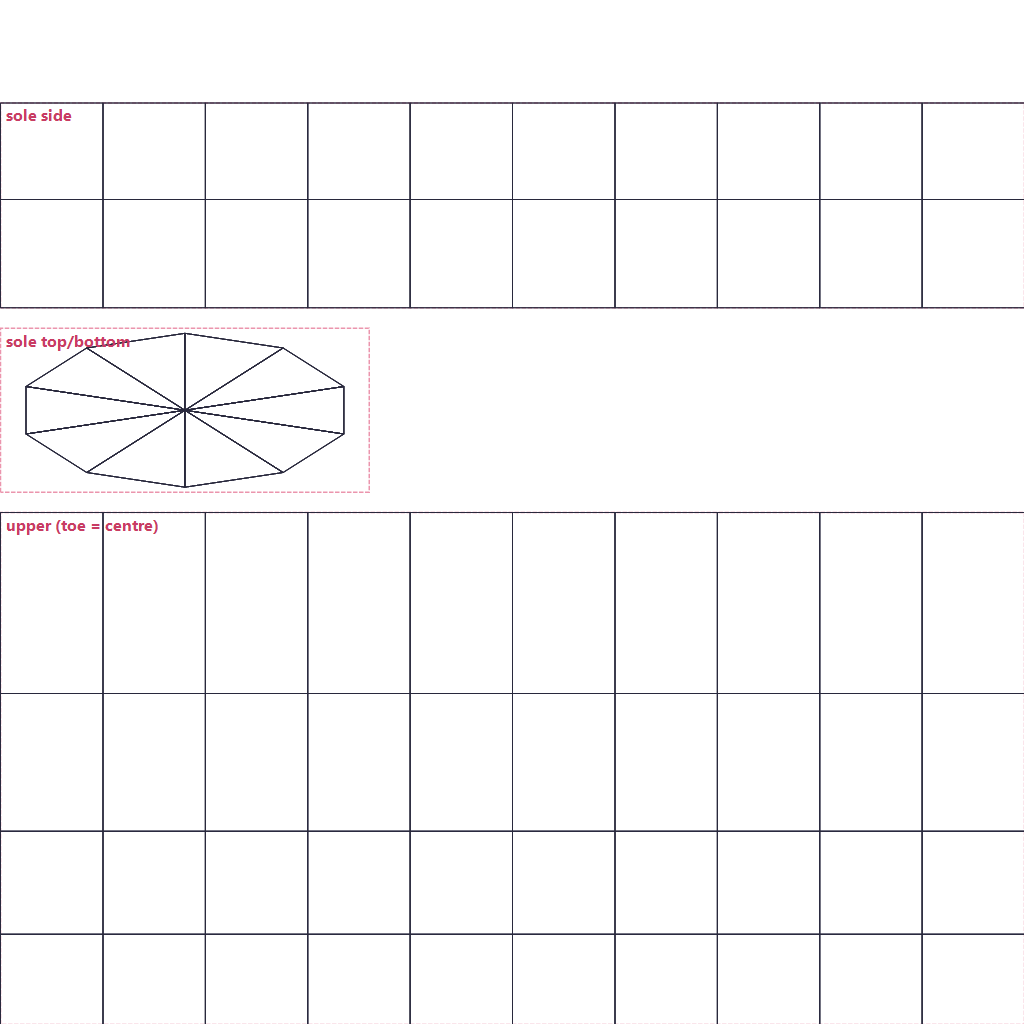 sole side
sole top/bottom
upper (toe = centre)